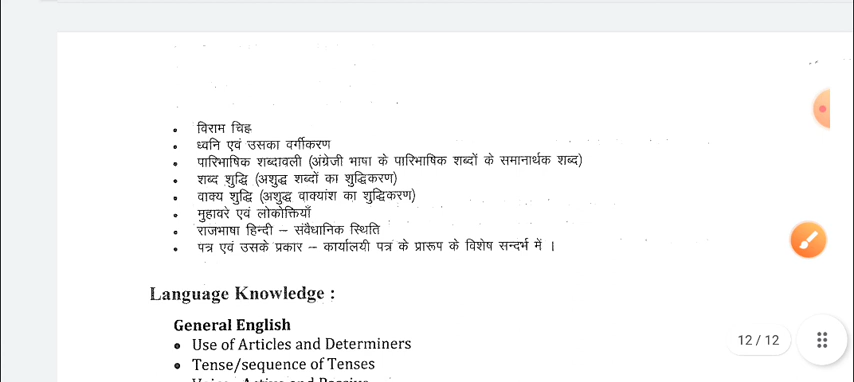 • विराम चिह्न
• ध्वनि एवं उसका वर्गीकरण
• पारिभाषिक शब्दावली (अंग्रेजी भाषा के पारिभाषिक शब्दों के समानार्थक शब्द)
• शब्द शुद्धि (अशुद्ध शब्दों का शुद्धिकरण)
• वाक्य शुद्धि (अशुद्ध वाक्यांश का शुद्धिकरण)
• मुहावरे एवं लोकोक्तियाँ
• राजभाषा हिन्दी – संवैधानिक स्थिति
• पत्र एवं उसके प्रकार – कार्यालयी पत्र के प्रारूप के विशेष सन्दर्भ में ।
Language Knowledge :
General English
• Use of Articles and Determiners
12 / 12
• Tense/sequence of Tenses